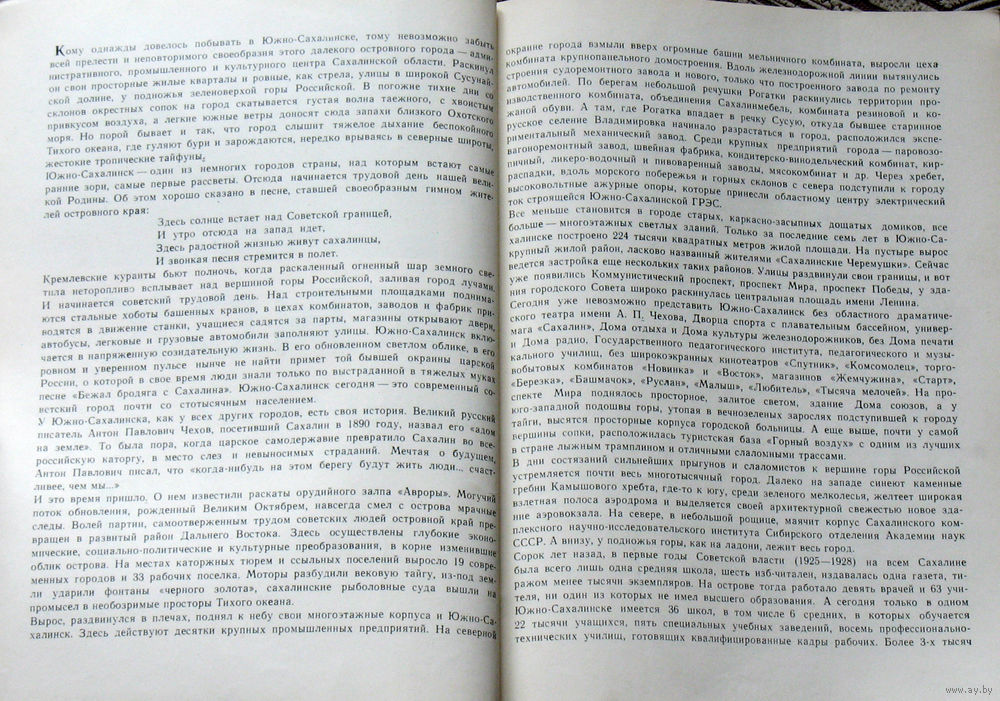 Кому однажды довелось побывать в Южно-Сахалинске, тому невозможно забыть
всей прелести и неповторимого своеобразия этого далекого островного города — адми-
нистративного, промышленного и культурного центра Сахалинской области. Раскинул
он свои просторные жилые кварталы и ровные, как стрела, улицы в широкой Сусунай-
ской долине, у подножья зеленоверхой горы Российской. В погожие тихие дни со
склонов окрестных сопок на город скатывается густая волна таежного, с хвоистым
привкусом воздуха, а легкие южные ветры доносят сюда запахи близкого Охотского
моря. Но порой бывает и так, что город слышит тяжелое дыхание беспокойного
Тихого океана, где гуляют бури и зарождаются, нередко врываясь в северные широты,
жестокие тропические тайфуны.
Южно-Сахалинск — один из немногих городов страны, над которым встают самые
ранние зори, самые первые рассветы. Отсюда начинается трудовой день нашей вели-
кой Родины. Об этом хорошо сказано в песне, ставшей своеобразным гимном жите-
лей островного края:
Здесь солнце встает над Советской границей,
И утро отсюда на запад идет,
Здесь радостной жизнью живут сахалинцы,
И звонкая песня стремится в полет.
Кремлевские куранты бьют полночь, когда раскаленный огненный шар земного све-
тила неторопливо всплывает над вершиной горы Российской, заливая город лучами.
И начинается советский трудовой день. Над строительными площадками поднима-
ются стальные хоботы башенных кранов, в цехах комбинатов, заводов и фабрик при-
водятся в движение станки, учащиеся садятся за парты, магазины открывают двери,
автобусы, легковые и грузовые автомобили заполняют улицы. Южно-Сахалинск вклю-
чается в напряженную созидательную жизнь. В его обновленном светлом облике, в его
ровном и уверенном пульсе нынче не найти примет той бывшей окраины царской
России, о которой в свое время люди знали только по выстраданной в тяжелых муках
песне «Бежал бродяга с Сахалина». Южно-Сахалинск сегодня — это современный со-
ветский город почти со стотысячным населением.
У Южно-Сахалинска, как у всех других городов, есть своя история. Великий русский
писатель Антон Павлович Чехов, посетивший Сахалин в 1890 году, назвал его «адом
на земле». То была пора, когда царское самодержавие превратило Сахалин во все-
российскую каторгу, в место слез и невыносимых страданий. Мечтая о будущем,
Антон Павлович писал, что «когда-нибудь на этом берегу будут жить люди... счаст-
ливее, чем мы...»
И это время пришло. О нем известили раскаты орудийного залпа «Авроры». Могучий
поток обновления, рожденный Великим Октябрем, навсегда смел с острова мрачные
следы. Волей партии, самоотверженным трудом советских людей островной край пре-
вращен в развитый район Дальнего Востока. Здесь осуществлены глубокие эконо-
мические, социально-политические и культурные преобразования, в корне изменившие
облик острова. На местах каторжных тюрем и ссыльных поселений выросло 19 совре-
менных городов и 33 рабочих поселка. Моторы разбудили вековую тайгу, из-под зем-
ли ударили фонтаны «черного золота», сахалинские рыболовные суда вышли на
промысел в необозримые просторы Тихого океана.
Вырос, раздвинулся в плечах, поднял к небу свои многоэтажные корпуса и Южно-Са-
халинск. Здесь действуют десятки крупных промышленных предприятий. На северной
окраине города взмыли вверх огромные башни мельничного комбината, выросли цеха
комбината крупнопанельного домостроения. Вдоль железнодорожной линии вытянулись
строения судоремонтного завода и нового, только что построенного завода по ремонту
автомобилей. По берегам небольшой речушки Рогатки раскинулись территории про-
изводственного комбината, объединения Сахалинмебель, комбината резиновой и ко-
жаной обуви. А там, где Рогатка впадает в речку Сусую, откуда бывшее старинное
русское селение Владимировка начинало разрастаться в город, расположился экспе-
риментальный механический завод. Среди крупных предприятий города — паровозо-
вагоноремонтный завод, швейная фабрика, кондитерско-винодельческий комбинат, кир-
пичный, ликеро-водочный и пивоваренный заводы, мясокомбинат и др. Через хребет,
распадки, вдоль морского побережья и горных склонов с севера подступили к городу
высоковольтные ажурные опоры, которые принесли областному центру электрический
ток строящейся Южно-Сахалинской ГРЭС.
Все меньше становится в городе старых, каркасно-засыпных дощатых домиков, все
больше — многоэтажных светлых зданий. Только за последние семь лет в Южно-Са-
халинске построено 224 тысячи квадратных метров жилой площади. На пустыре вырос
крупный жилой район, ласково названный жителями «Сахалинские Черемушки». Сейчас
ведется застройка еще нескольких таких районов. Улицы раздвинули свои границы, и вот
уже появились Коммунистический проспект, проспект Мира, проспект Победы, у зда-
ния городского Совета широко раскинулась центральная площадь имени Ленина.
Сегодня уже невозможно представить Южно-Сахалинск без областного драматиче-
ского театра имени А. П. Чехова, Дворца спорта с плавательным бассейном, универ-
мага «Сахалин», Дома отдыха и Дома культуры железнодорожников, без Дома печати
и Дома радио, Государственного педагогического института, педагогического и музы-
кального училищ, без широкоэкранных кинотеатров «Спутник», «Комсомолец», торго-
бытовых комбинатов «Новинка» и «Восток», магазинов «Жемчужина», «Старт»,
«Березка», «Башмачок», «Руслан», «Малыш», «Любитель», «Тысяча мелочей». На про-
спекте Мира поднялось просторное, залитое светом, здание Дома союзов, а у
юго-западной подошвы горы, утопая в вечнозеленых зарослях подступившей к городу
тайги, высятся просторные корпуса городской больницы. А еще выше, почти у самой
вершины сопки, расположилась туристская база «Горный воздух» с одним из лучших
в стране лыжным трамплином и отличными слаломными трассами.
В дни состязаний сильнейших прыгунов и слаломистов к вершине горы Российской
устремляется почти весь многотысячный город. Далеко на западе синеют каменные
гребни Камышового хребта, где-то к югу, среди зеленого мелколесья, желтеет широкая
взлетная полоса аэродрома и выделяется своей архитектурной свежестью новое зда-
ние аэровокзала. На севере, в небольшой рощице, маячит корпус Сахалинского ком-
плексного научно-исследовательского института Сибирского отделения Академии наук
СССР. А внизу, у подножья горы, как на ладони, лежит весь город.
Сорок лет назад, в первые годы Советской власти (1925—1928) на всем Сахалине
была всего лишь одна средняя школа, шесть изб-читален, издавалась одна газета, ти-
ражом менее тысячи экземпляров. На острове тогда работало девять врачей и 63 учи-
теля, ни один из которых не имел высшего образования. А сегодня только в одном
Южно-Сахалинске имеется 36 школ, в том числе 6 средних, в которых обучается
22 тысячи учащихся, пять специальных учебных заведений, восемь профессионально-
технических училищ, готовящих квалифицированные кадры рабочих. Более 3-х тысяч
www.ay.by